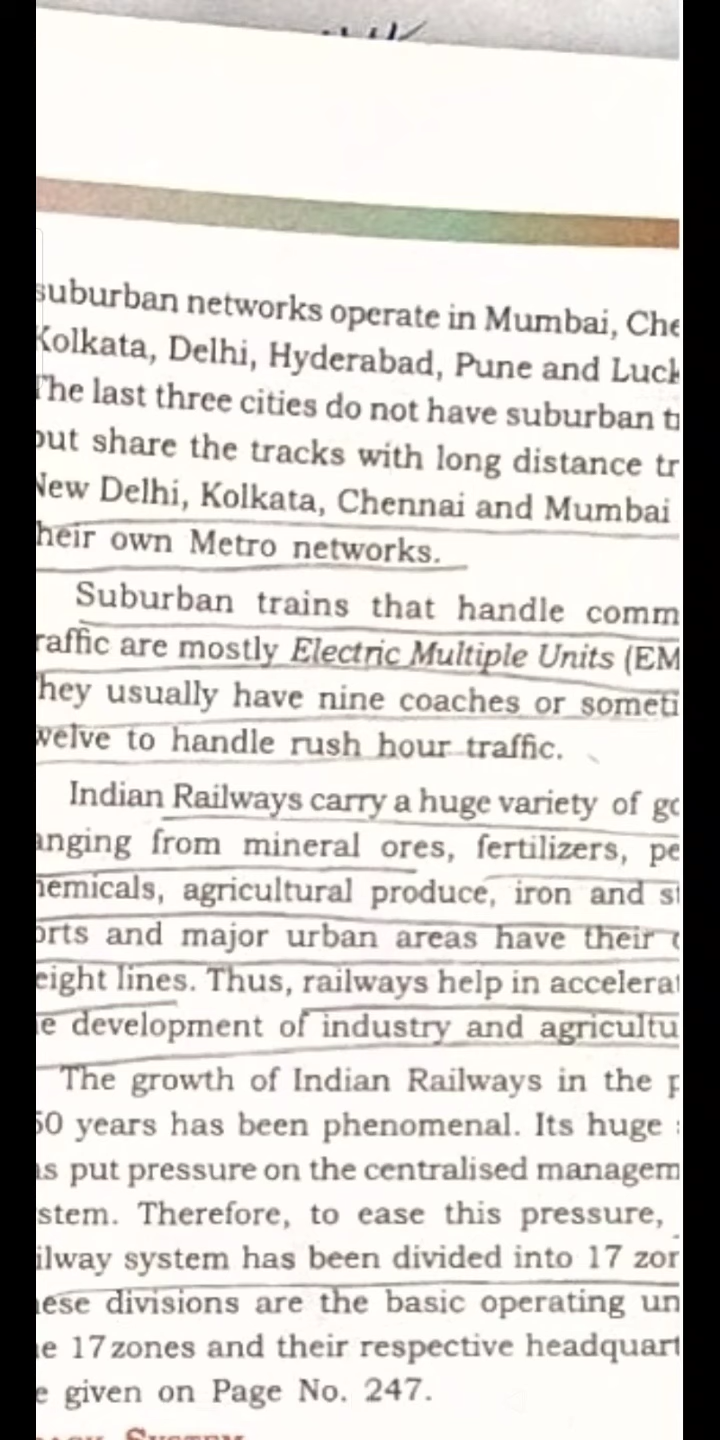 suburban networks operate in Mumbai, Che
Kolkata, Delhi, Hyderabad, Pune and Luck
The last three cities do not have suburban t
but share the tracks with long distance tr
New Delhi, Kolkata, Chennai and Mumbai
heir own Metro networks.
Suburban trains that handle comm
raffic are mostly Electric Multiple Units (EM
hey usually have nine coaches or someti
welve to handle rush hour traffic.
Indian Railways carry a huge variety of go
anging from mineral ores, fertilizers, pe
hemicals, agricultural produce, iron and st
orts and major urban areas have their
eight lines. Thus, railways help in accelerat
e development of industry and agricultu
The growth of Indian Railways in the p
50 years has been phenomenal. Its huge
as put pressure on the centralised managem
stem. Therefore, to ease this pressure,
ilway system has been divided into 17 zon
ese divisions are the basic operating un
e 17 zones and their respective headquart
e given on Page No. 247.